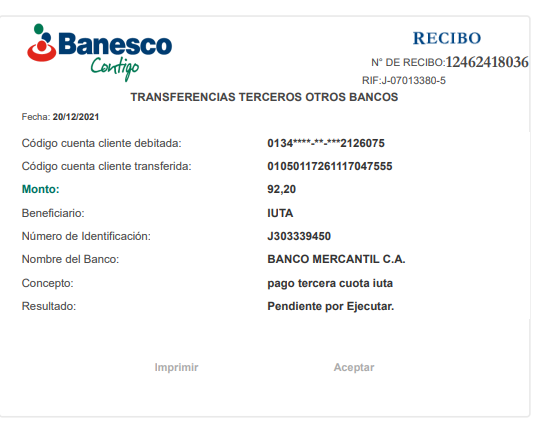 Banesco
Contigo
RECIBO
N° DE RECIBO:12462418036
RIF:J-07013380-5
TRANSFERENCIAS TERCEROS OTROS BANCOS
Fecha: 20/12/2021
Código cuenta cliente debitada: 0134****-**-***2126075
Código cuenta cliente transferida: 01050117261117047555
Monto: 92,20
Beneficiario: IUTA
Número de Identificación: J303339450
Nombre del Banco: BANCO MERCANTIL C.A.
Concepto: pago tercera cuota iuta
Resultado: Pendiente por Ejecutar.
Imprimir Aceptar